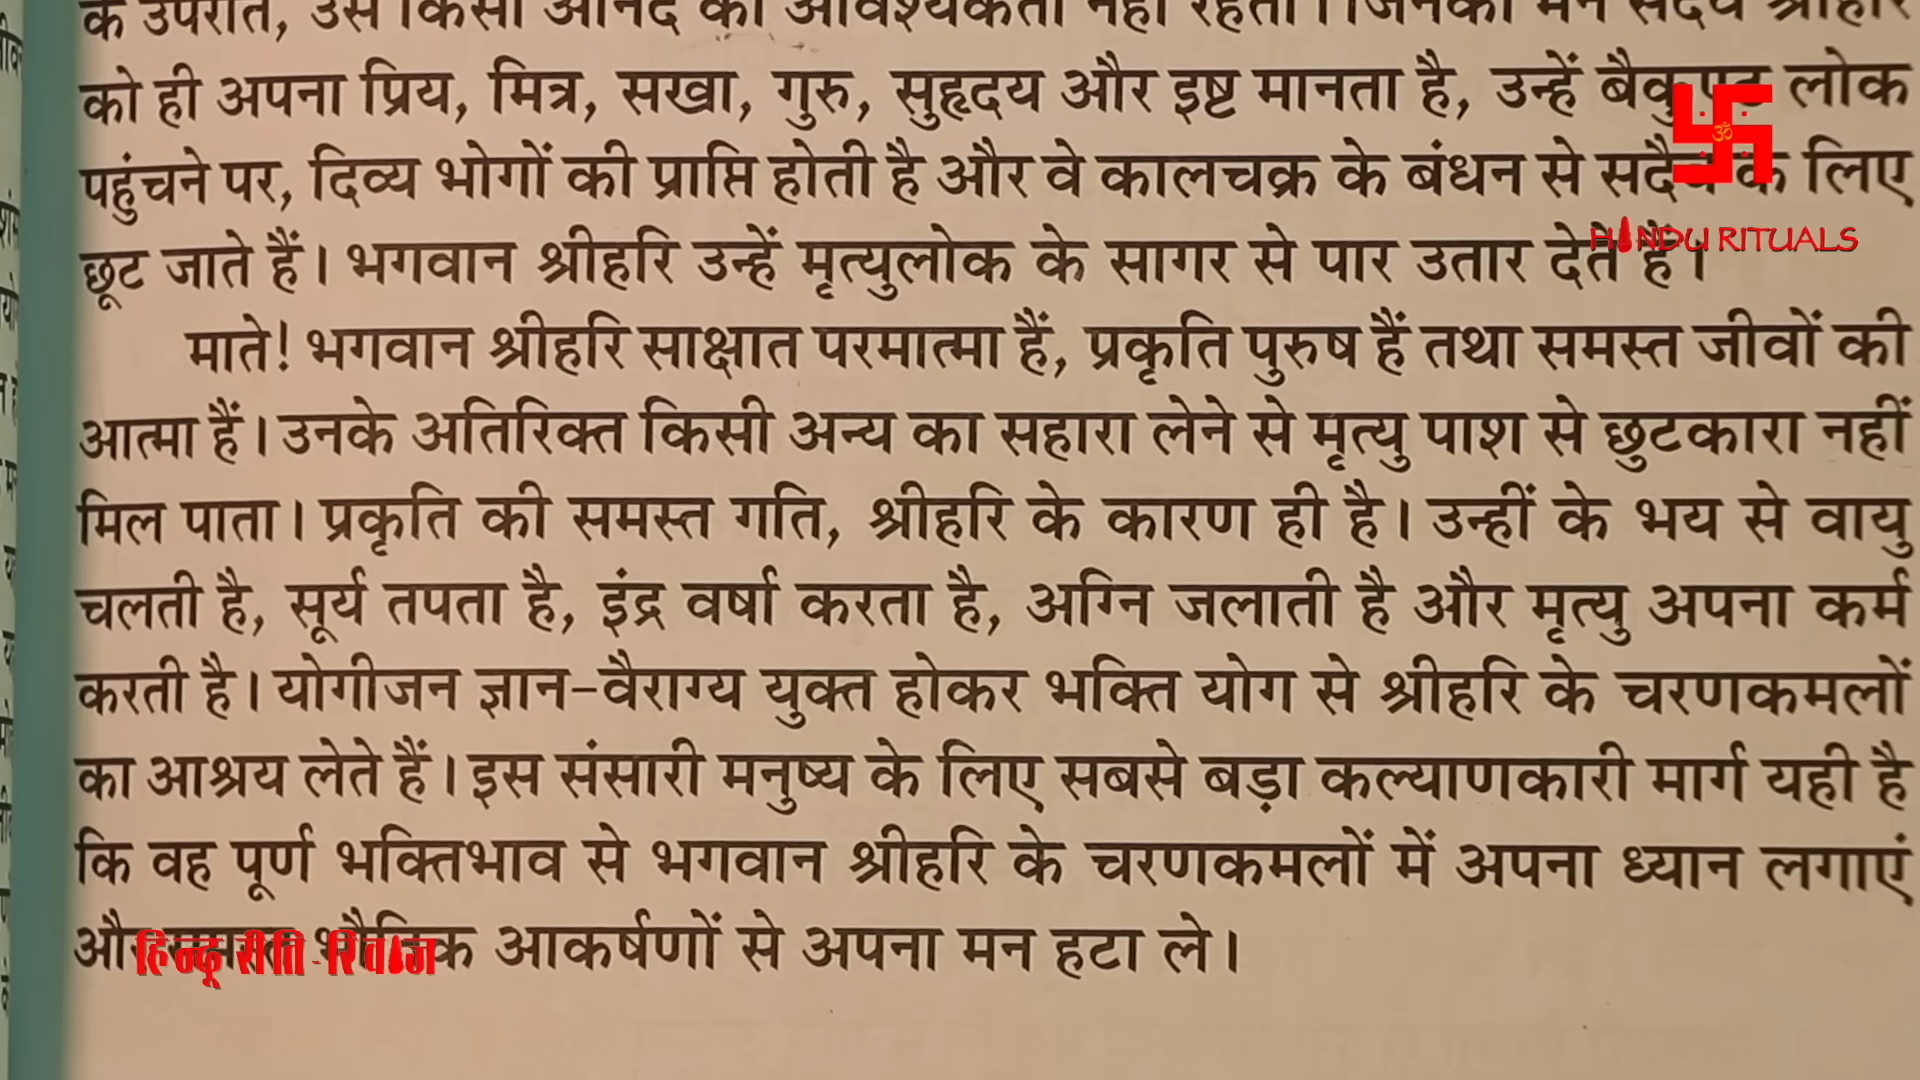 के उपरांत, उसे किसी आनंद की आवश्यकता नहीं रहती। जिनका मन सदैव श्रीहरि
को ही अपना प्रिय, मित्र, सखा, गुरु, सुहृदय और इष्ट मानता है, उन्हें बैकुण्ठ लोक
पहुंचने पर, दिव्य भोगों की प्राप्ति होती है और वे कालचक्र के बंधन से सदैव के लिए
छूट जाते हैं। भगवान श्रीहरि उन्हें मृत्युलोक के सागर से पार उतार देते हैं।
HINDU RITUALS
माते! भगवान श्रीहरि साक्षात परमात्मा हैं, प्रकृति पुरुष हैं तथा समस्त जीवों की
आत्मा हैं। उनके अतिरिक्त किसी अन्य का सहारा लेने से मृत्यु पाश से छुटकारा नहीं
मिल पाता। प्रकृति की समस्त गति, श्रीहरि के कारण ही है। उन्हीं के भय से वायु
चलती है, सूर्य तपता है, इंद्र वर्षा करता है, अग्नि जलाती है और मृत्यु अपना कर्म
करती है। योगीजन ज्ञान-वैराग्य युक्त होकर भक्ति योग से श्रीहरि के चरणकमलों
का आश्रय लेते हैं। इस संसारी मनुष्य के लिए सबसे बड़ा कल्याणकारी मार्ग यही है
कि वह पूर्ण भक्तिभाव से भगवान श्रीहरि के चरणकमलों में अपना ध्यान लगाएं
और भौतिक आकर्षणों से अपना मन हटा ले।
हिन्दू रीति-रिवाज